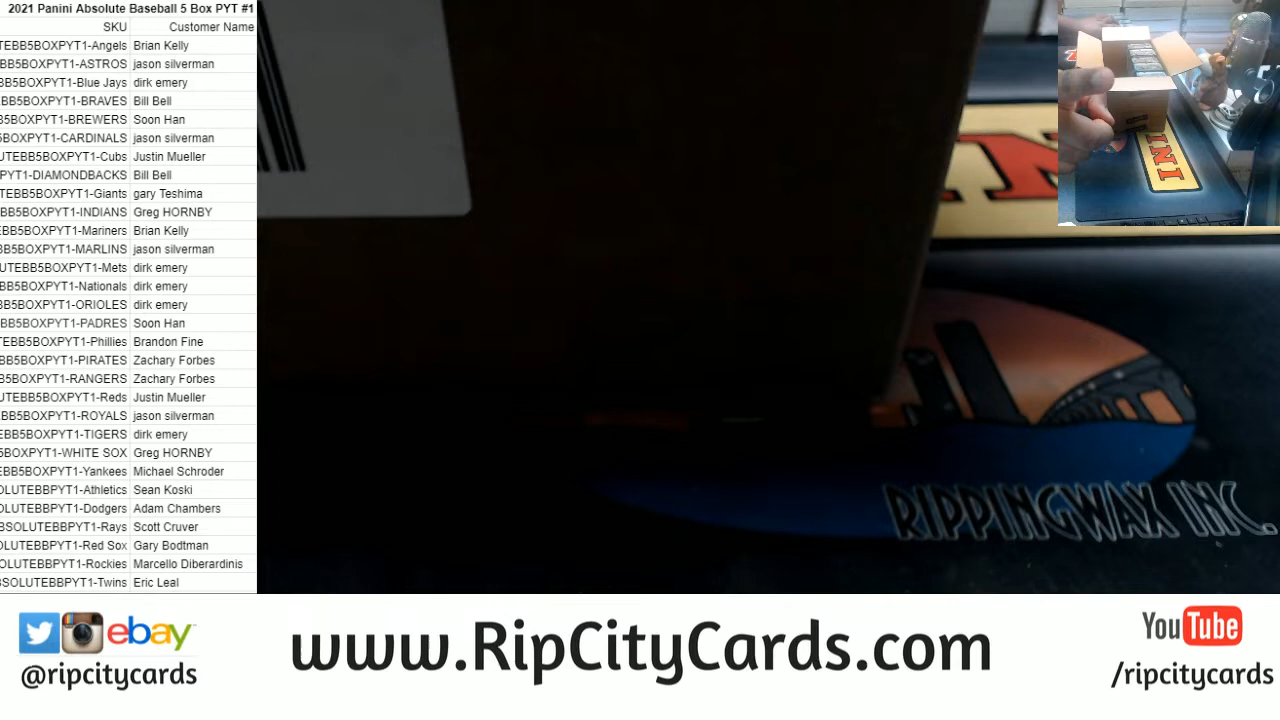 2021 Panini Absolute Baseball 5 Box PYT #1
SKU Customer Name
TEBB5BOXPYT1-Angels Brian Kelly
BB5BOXPYT1-ASTROS jason silverman
BB5BOXPYT1-Blue Jays dirk emery
EBB5BOXPYT1-BRAVES Bill Bell
B5BOXPYT1-BREWERS Soon Han
5BOXPYT1-CARDINALS jason silverman
UTEBB5BOXPYT1-Cubs Justin Mueller
PYT1-DIAMONDBACKS Bill Bell
TEBB5BOXPYT1-Giants gary Teshima
BB5BOXPYT1-INDIANS Greg HORNBY
EBB5BOXPYT1-Mariners Brian Kelly
BB5BOXPYT1-MARLINS jason silverman
UTEBB5BOXPYT1-Mets dirk emery
BB5BOXPYT1-Nationals dirk emery
BB5BOXPYT1-ORIOLES dirk emery
EBB5BOXPYT1-PADRES Soon Han
TEBB5BOXPYT1-Phillies Brandon Fine
BB5BOXPYT1-PIRATES Zachary Forbes
B5BOXPYT1-RANGERS Zachary Forbes
UTEBB5BOXPYT1-Reds Justin Mueller
EBB5BOXPYT1-ROYALS jason silverman
EBB5BOXPYT1-TIGERS dirk emery
5BOXPYT1-WHITE SOX Greg HORNBY
EBB5BOXPYT1-Yankees Michael Schroder
OLUTEBBPYT1-Athletics Sean Koski
OLUTEBBPYT1-Dodgers Adam Chambers
BSOLUTEBBPYT1-Rays Scott Cruver
OLUTEBBPYT1-Red Sox Gary Bodtman
OLUTEBBPYT1-Rockies Marcello Diberardinis
BSOLUTEBBPYT1-Twins Eric Leal
INI
RIPPINGWAX INC.
ebay
@ripcitycards
www.RipCityCards.com
YouTube
/ripcitycards